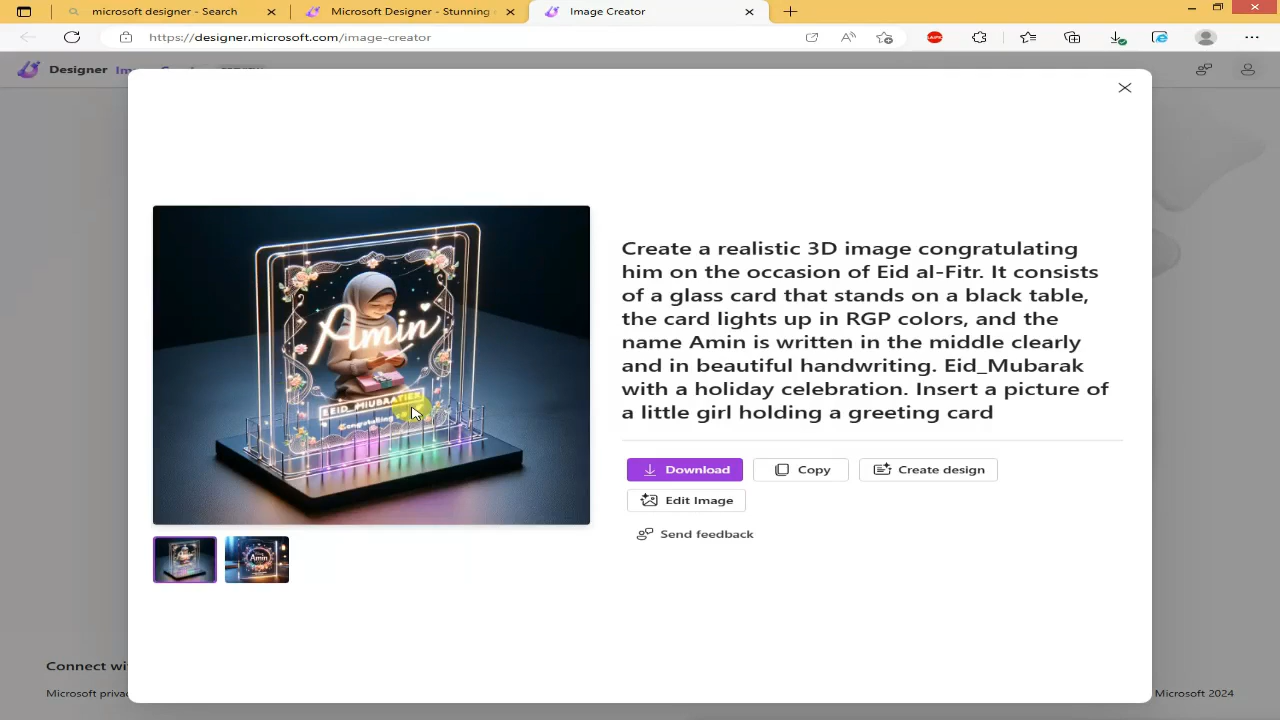 microsoft designer - Search
Microsoft Designer - Stunning
Image Creator
https://designer.microsoft.com/image-creator
Designer
Create a realistic 3D image congratulating
him on the occasion of Eid al-Fitr. It consists
of a glass card that stands on a black table,
the card lights up in RGP colors, and the
name Amin is written in the middle clearly
and in beautiful handwriting. Eid_Mubarak
with a holiday celebration. Insert a picture of
a little girl holding a greeting card
Amin
Download
Copy
Create design
Edit Image
Send feedback
Amin
Connect wi
Microsoft priva
Microsoft 2024